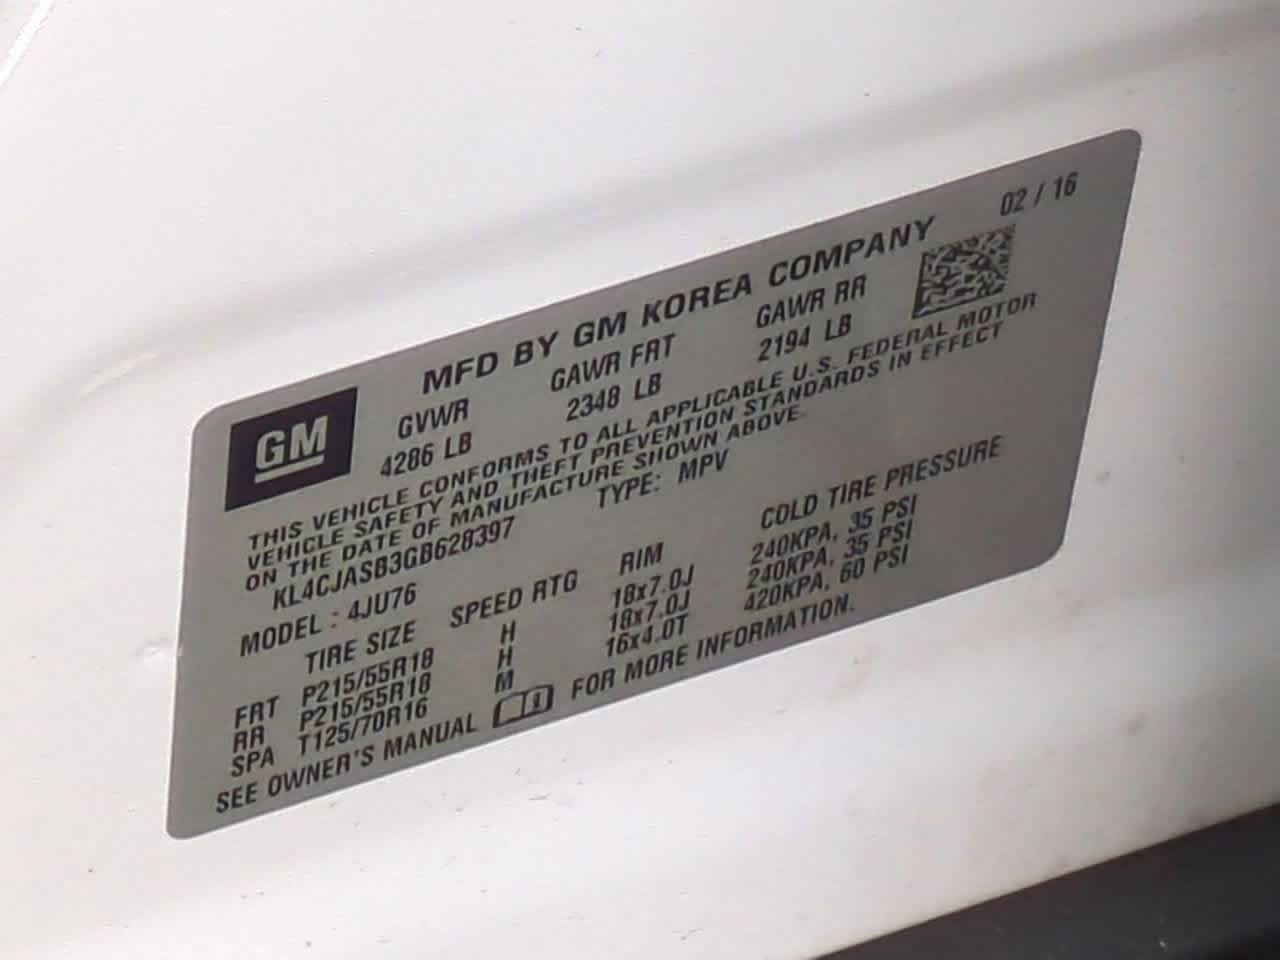 02 / 16
MFD BY GM KOREA COMPANY
GM
GVWR GAWR FRT GAWR RR
4286 LB 2348 LB 2194 LB
THIS VEHICLE CONFORMS TO ALL APPLICABLE U.S. FEDERAL MOTOR
VEHICLE SAFETY AND THEFT PREVENTION STANDARDS IN EFFECT
ON THE DATE OF MANUFACTURE SHOWN ABOVE.
KL4CJASB3GB628397 TYPE: MPV
MODEL : 4JU76
TIRE SIZE SPEED RTG RIM COLD TIRE PRESSURE
FRT P215/55R18 H 18x7.0J 240KPA, 35 PSI
RR P215/55R18 H 18x7.0J 240KPA, 35 PSI
SPA T125/70R16 M 16x4.0T 420KPA, 60 PSI
SEE OWNER'S MANUAL FOR MORE INFORMATION.